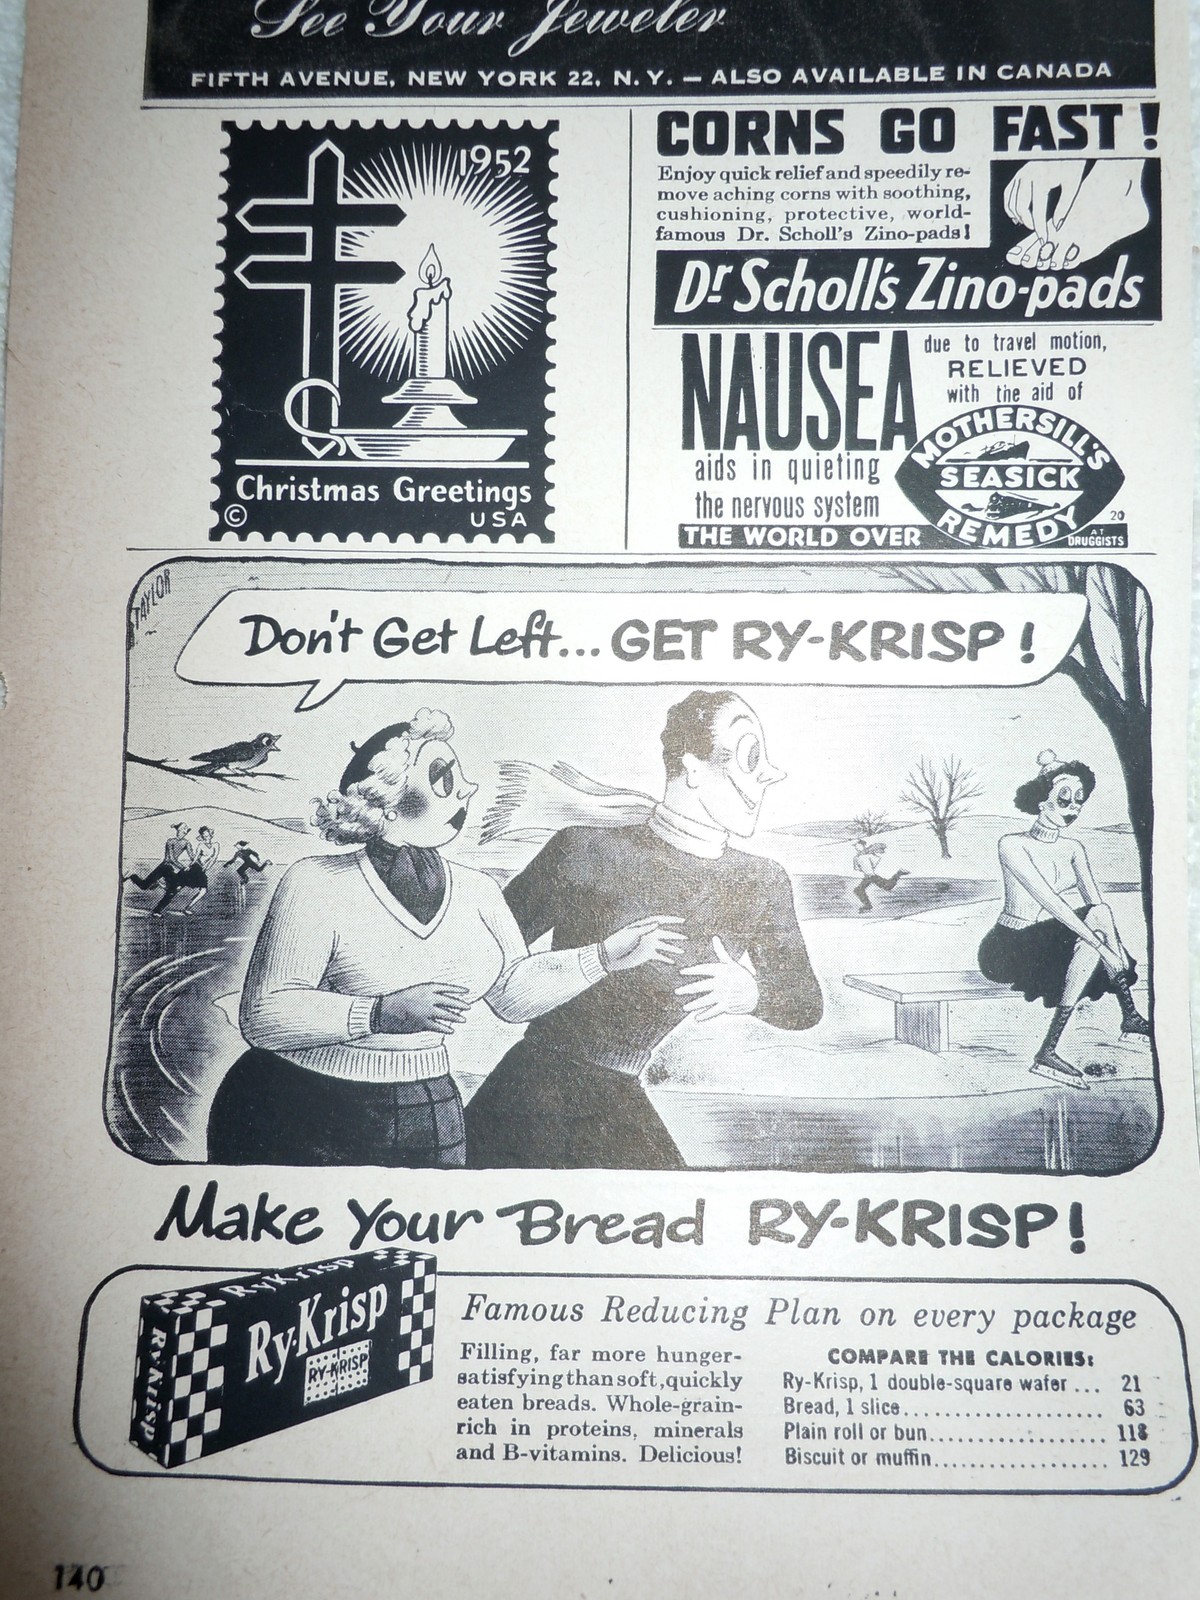 See Your Jeweler
FIFTH AVENUE, NEW YORK 22, N. Y. — ALSO AVAILABLE IN CANADA
1952
Christmas Greetings
© USA
CORNS GO FAST!
Enjoy quick relief and speedily re-
move aching corns with soothing,
cushioning, protective, world-
famous Dr. Scholl's Zino-pads!
Dr Scholl's Zino-pads
NAUSEA
due to travel motion,
RELIEVED
with the aid of
aids in quieting
the nervous system
THE WORLD OVER
MOTHERSILL'S
SEASICK
REMEDY
20
AT
DRUGGISTS
TAYLOR
Don't Get Left... GET RY-KRISP!
Make Your Bread RY-KRISP!
RyKrisp
Ry-Krisp
Ry-Krisp
RY-KRISP
Famous Reducing Plan on every package
Filling, far more hunger-
satisfying than soft, quickly
eaten breads. Whole-grain-
rich in proteins, minerals
and B-vitamins. Delicious!
COMPARE THE CALORIES:
Ry-Krisp, 1 double-square wafer ... 21
Bread, 1 slice.................... 63
Plain roll or bun.................. 118
Biscuit or muffin.................. 129
140